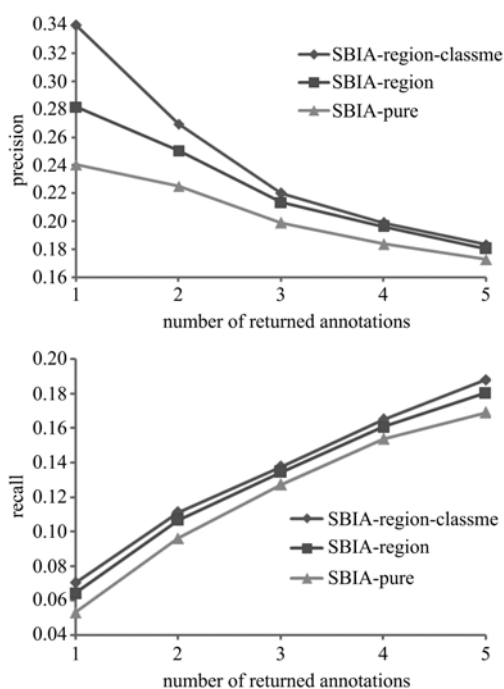 0.34
0.32
0.30
0.28
0.26
0.24
0.22
0.20
0.18
0.16
precision
SBIA-region-classme
SBIA-region
SBIA-pure
1 2 3 4 5
number of returned annotations
0.20
0.18
0.16
0.14
0.12
0.10
0.08
0.06
0.04
recall
SBIA-region-classme
SBIA-region
SBIA-pure
1 2 3 4 5
number of returned annotations